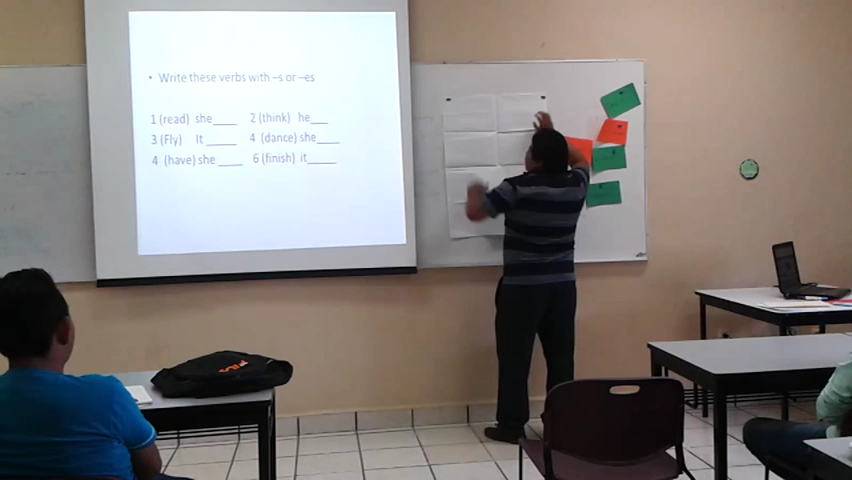 • Write these verbs with –s or –es
1 (read) she____ 2 (think) he___
3 (Fly) It _____ 4 (dance) she____
4 (have) she ____ 6 (finish) it_____